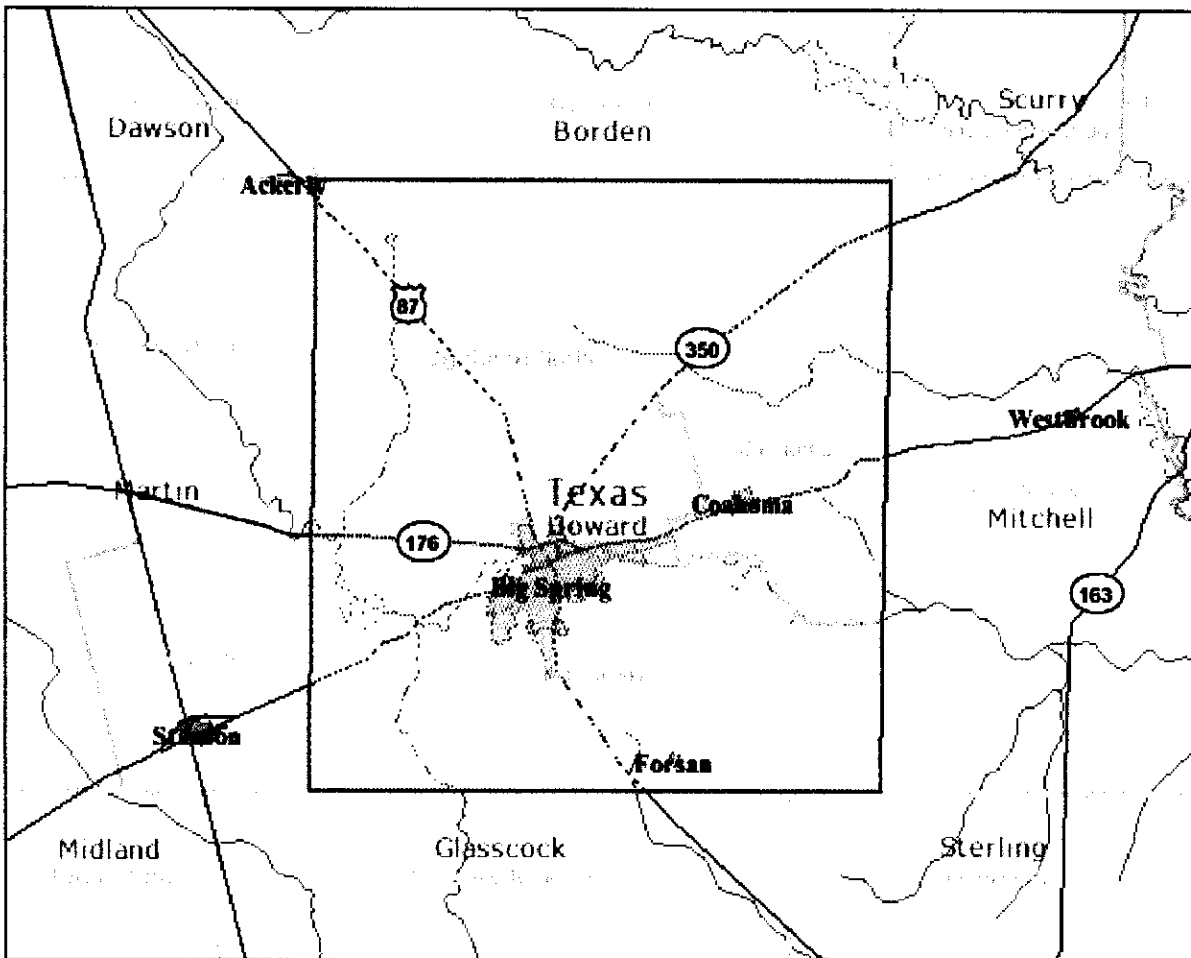 Scurry
Dawson
Borden
Ackerly
87
350
Westbrook
Martin
Texas
Coahoma
Howard
Mitchell
176
Big Spring
163
Stanton
Forsan
Midland
Glasscock
Sterling